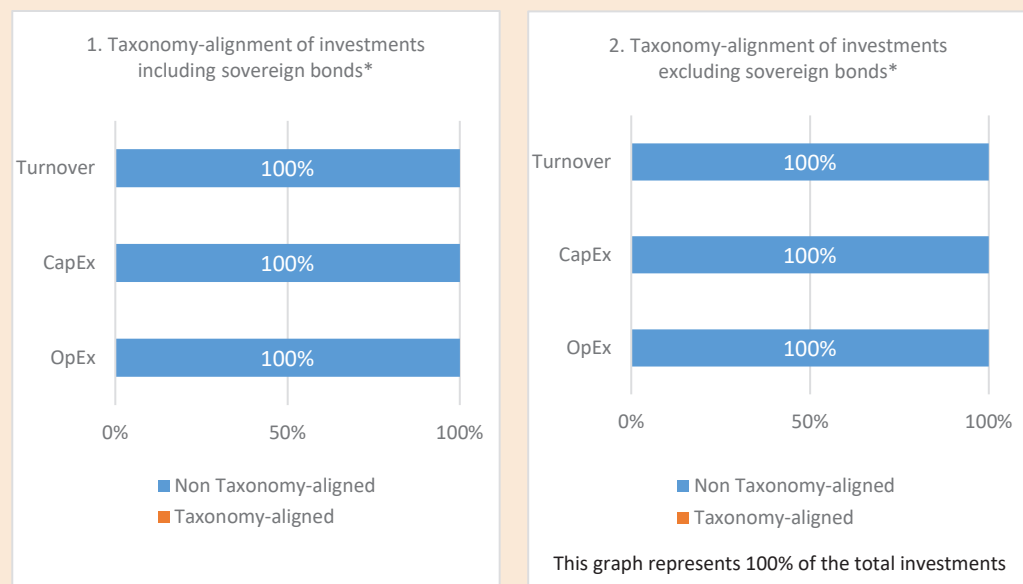 1. Taxonomy-alignment of investments
including sovereign bonds*
Turnover
100%
CapEx
100%
OpEx
100%
0%
50%
100%
Non Taxonomy-aligned
Taxonomy-aligned
2. Taxonomy-alignment of investments
excluding sovereign bonds*
Turnover
100%
CapEx
100%
OpEx
100%
0%
50%
100%
Non Taxonomy-aligned
Taxonomy-aligned
This graph represents 100% of the total investments